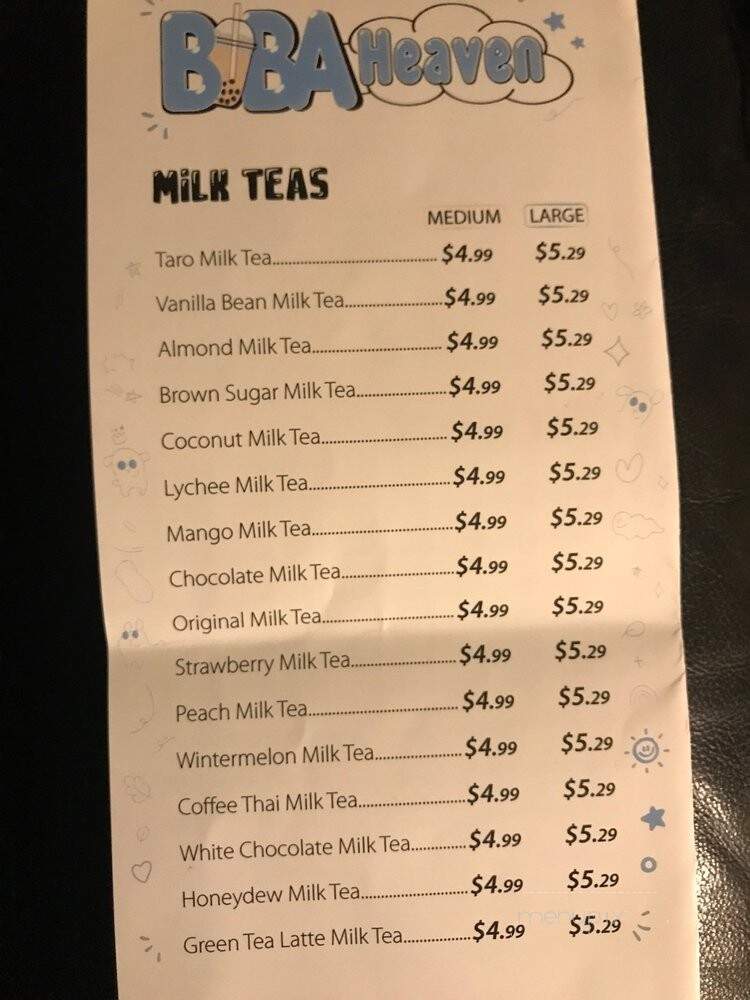 BOBA Heaven
MiLK TEAS
MEDIUM LARGE
Taro Milk Tea.................................... $4.99 $5.29
Vanilla Bean Milk Tea..................... $4.99 $5.29
Almond Milk Tea............................ $4.99 $5.29
Brown Sugar Milk Tea.................... $4.99 $5.29
Coconut Milk Tea........................... $4.99 $5.29
Lychee Milk Tea.............................. $4.99 $5.29
Mango Milk Tea.............................. $4.99 $5.29
Chocolate Milk Tea........................ $4.99 $5.29
Original Milk Tea............................ $4.99 $5.29
Strawberry Milk Tea....................... $4.99 $5.29
Peach Milk Tea................................ $4.99 $5.29
Wintermelon Milk Tea................... $4.99 $5.29
Coffee Thai Milk Tea....................... $4.99 $5.29
White Chocolate Milk Tea............ $4.99 $5.29
Honeydew Milk Tea....................... $4.99 $5.29
Green Tea Latte Milk Tea.............. $4.99 $5.29